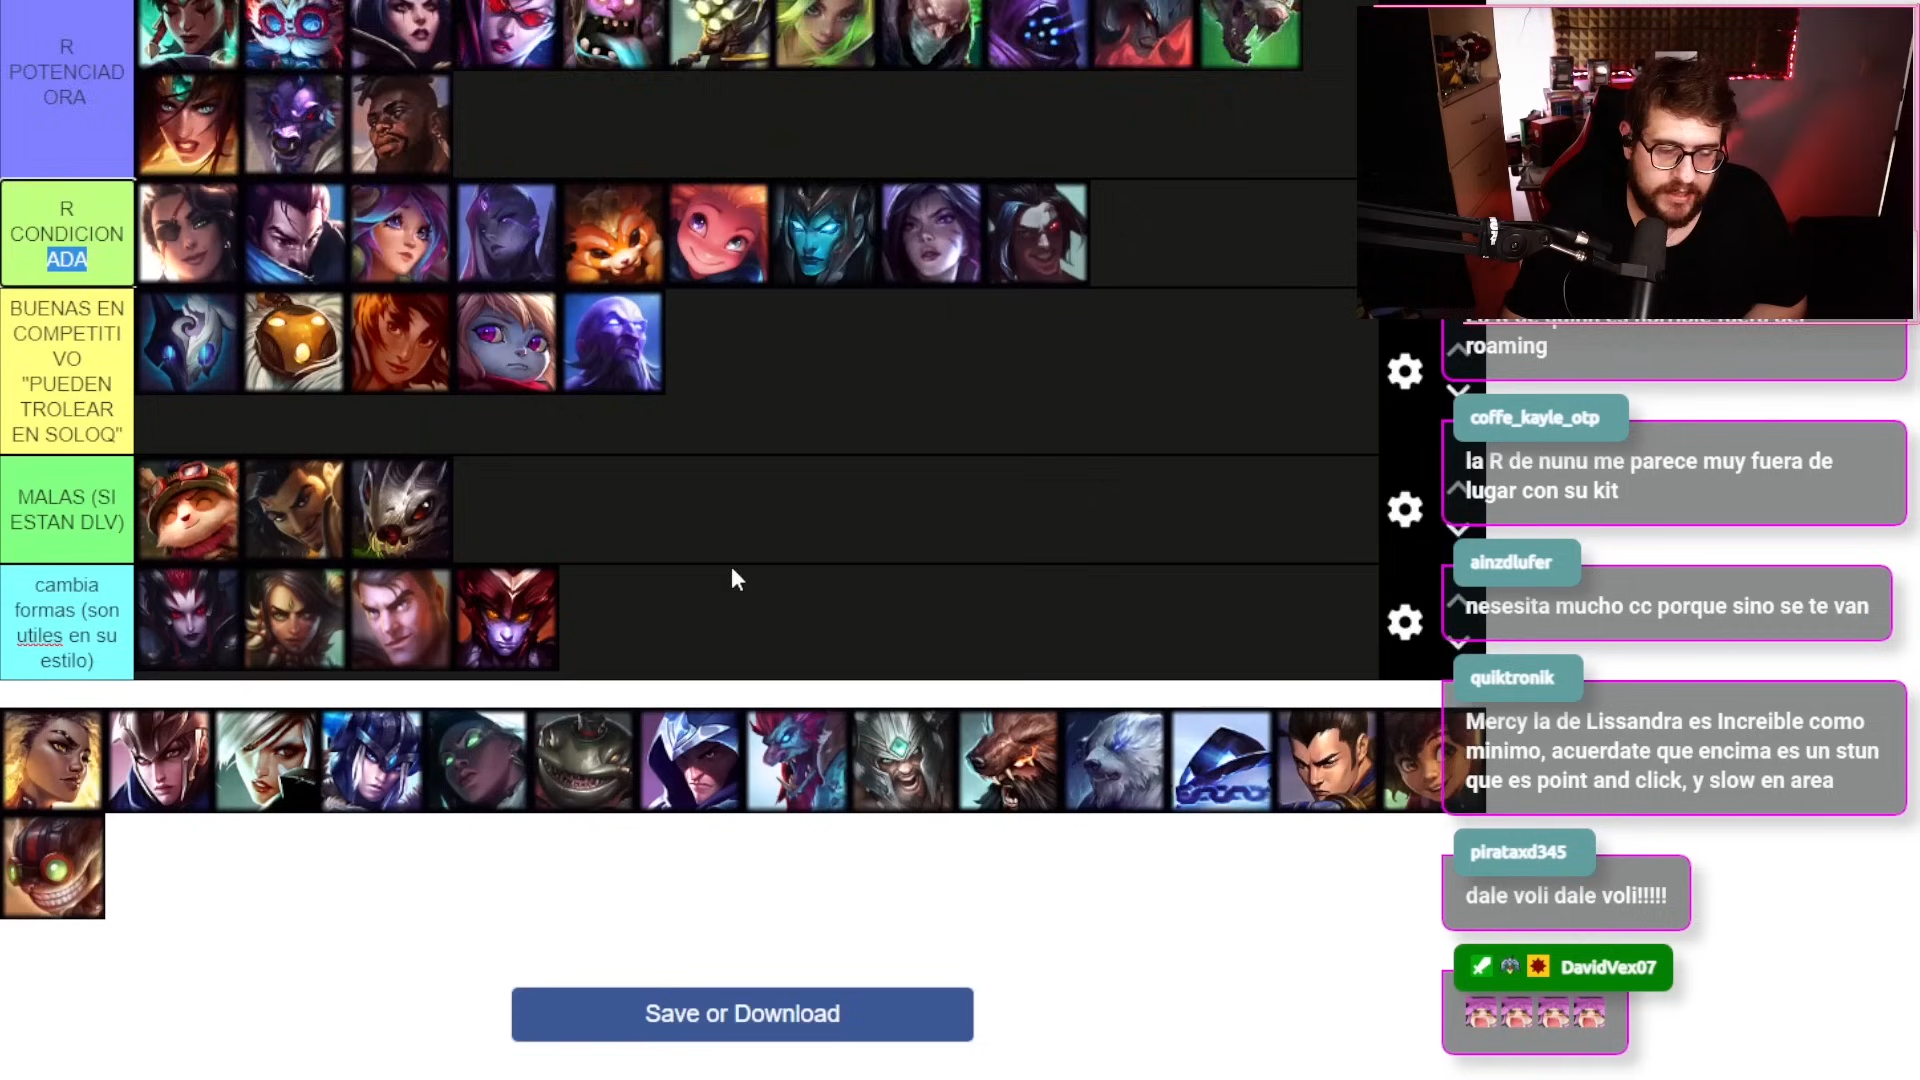 R
POTENCIAD
ORA
R
CONDICION
ADA
BUENAS EN
COMPETITI
VO
"PUEDEN
TROLEAR
EN SOLOQ"
MALAS (SI
ESTAN DLV)
cambia
formas (son
utiles en su
estilo)
Save or Download
roaming
coffe_kayle_otp
la R de nunu me parece muy fuera de
lugar con su kit
ainzdlufer
nesesita mucho cc porque sino se te van
quiktronik
Mercy la de Lissandra es Increible como
minimo, acuerdate que encima es un stun
que es point and click, y slow en area
pirataxd345
dale voli dale voli!!!!!
DavidVex07